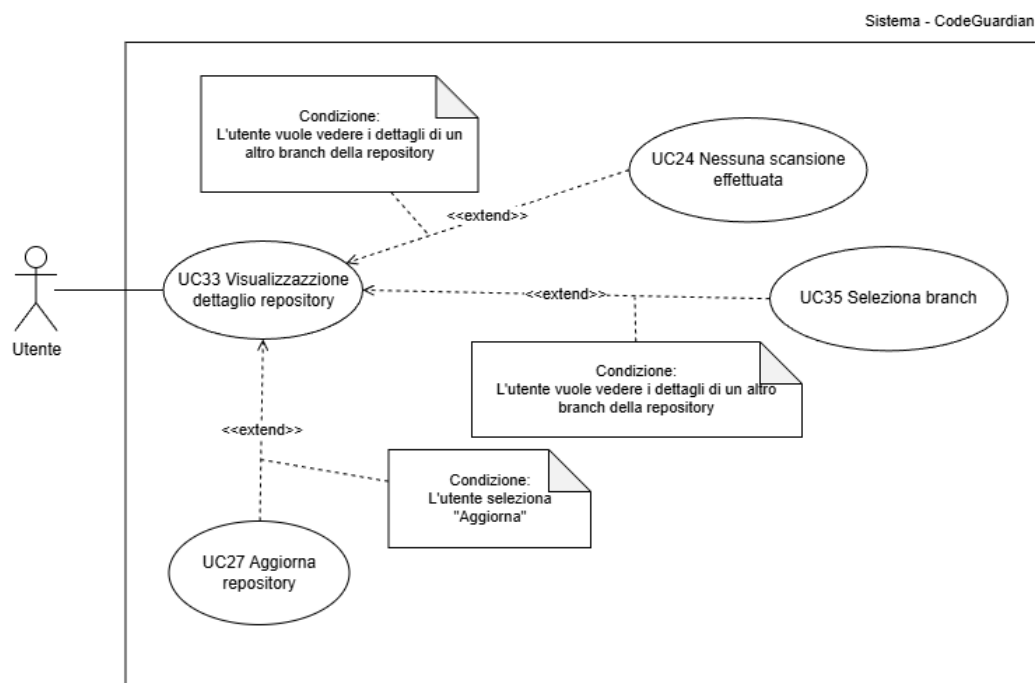 Sistema - CodeGuardian
Condizione:
L'utente vuole vedere i dettagli di un
altro branch della repository
UC24 Nessuna scansione
effettuata
<<extend>>
UC33 Visualizzazzione
dettaglio repository
<<extend>>
UC35 Seleziona branch
Utente
Condizione:
L'utente vuole vedere i dettagli di un altro
branch della repository
<<extend>>
Condizione:
L'utente seleziona
"Aggiorna"
UC27 Aggiorna
repository